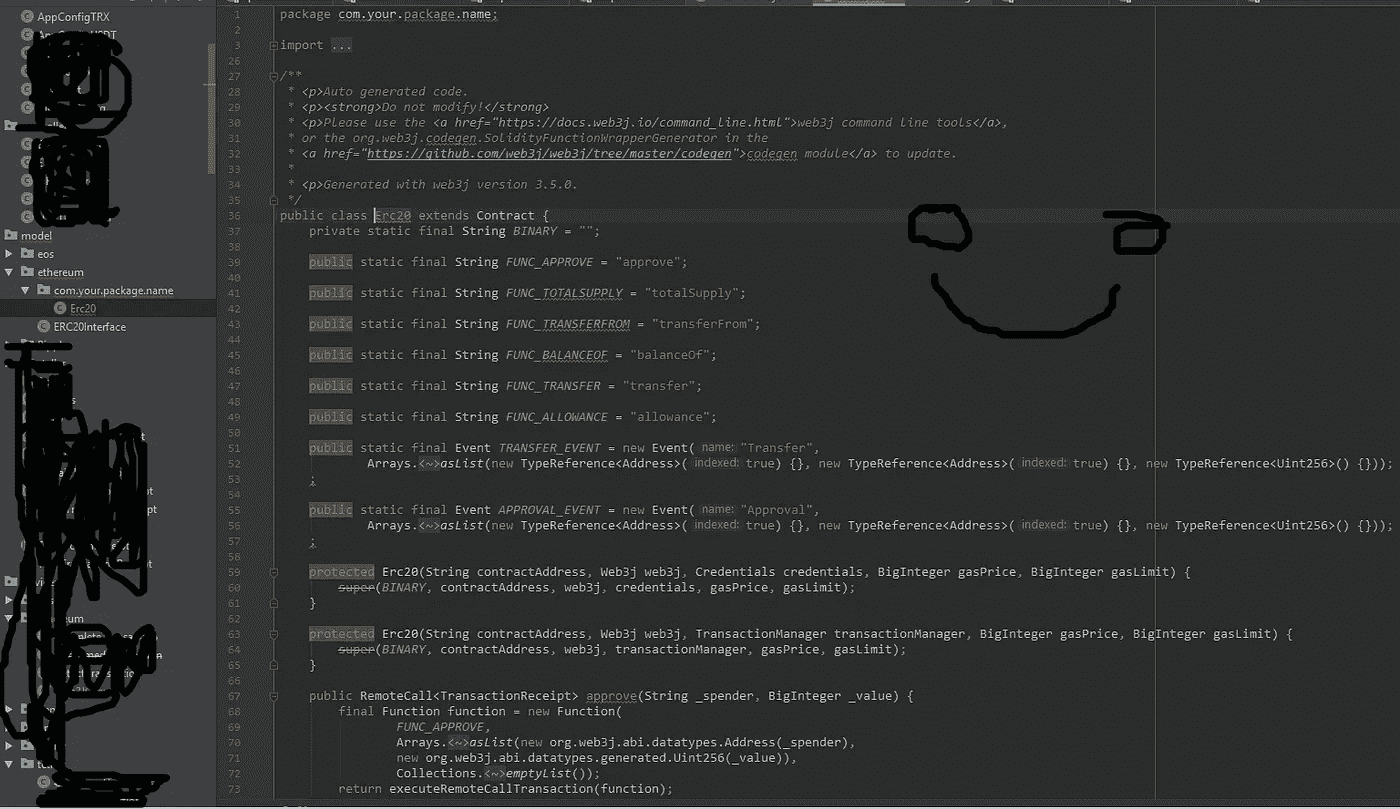 AppConfigTRX
model
eos
ethereum
com.your.package.name
Erc20
ERC20Interface
1 package com.your.package.name;
2
3 import ...
26
27 /**
28 * <p>Auto generated code.
29 * <p><strong>Do not modify!</strong>
30 * <p>Please use the <a href="https://docs.web3j.io/command_line.html">web3j command line tools</a>,
31 * or the org.web3j.codegen.SolidityFunctionWrapperGenerator in the
32 * <a href="https://github.com/web3j/web3j/tree/master/codegen">codegen module</a> to update.
33 *
34 * <p>Generated with web3j version 3.5.0.
35 */
36 public class Erc20 extends Contract {
37 private static final String BINARY = "";
38
39 public static final String FUNC_APPROVE = "approve";
40
41 public static final String FUNC_TOTALSUPPLY = "totalSupply";
42
43 public static final String FUNC_TRANSFERFROM = "transferFrom";
44
45 public static final String FUNC_BALANCEOF = "balanceOf";
46
47 public static final String FUNC_TRANSFER = "transfer";
48
49 public static final String FUNC_ALLOWANCE = "allowance";
50
51 public static final Event TRANSFER_EVENT = new Event( name: "Transfer",
52 Arrays.<~>asList(new TypeReference<Address>( indexed: true) {}, new TypeReference<Address>( indexed: true) {}, new TypeReference<Uint256>() {}));
53 ;
54
55 public static final Event APPROVAL_EVENT = new Event( name: "Approval",
56 Arrays.<~>asList(new TypeReference<Address>( indexed: true) {}, new TypeReference<Address>( indexed: true) {}, new TypeReference<Uint256>() {}));
57 ;
58
59 protected Erc20(String contractAddress, Web3j web3j, Credentials credentials, BigInteger gasPrice, BigInteger gasLimit) {
60 super(BINARY, contractAddress, web3j, credentials, gasPrice, gasLimit);
61 }
62
63 protected Erc20(String contractAddress, Web3j web3j, TransactionManager transactionManager, BigInteger gasPrice, BigInteger gasLimit) {
64 super(BINARY, contractAddress, web3j, transactionManager, gasPrice, gasLimit);
65 }
66
67 public RemoteCall<TransactionReceipt> approve(String _spender, BigInteger _value) {
68 final Function function = new Function(
69 FUNC_APPROVE,
70 Arrays.<~>asList(new org.web3j.abi.datatypes.Address(_spender),
71 new org.web3j.abi.datatypes.generated.Uint256(_value)),
72 Collections.<~>emptyList());
73 return executeRemoteCallTransaction(function);